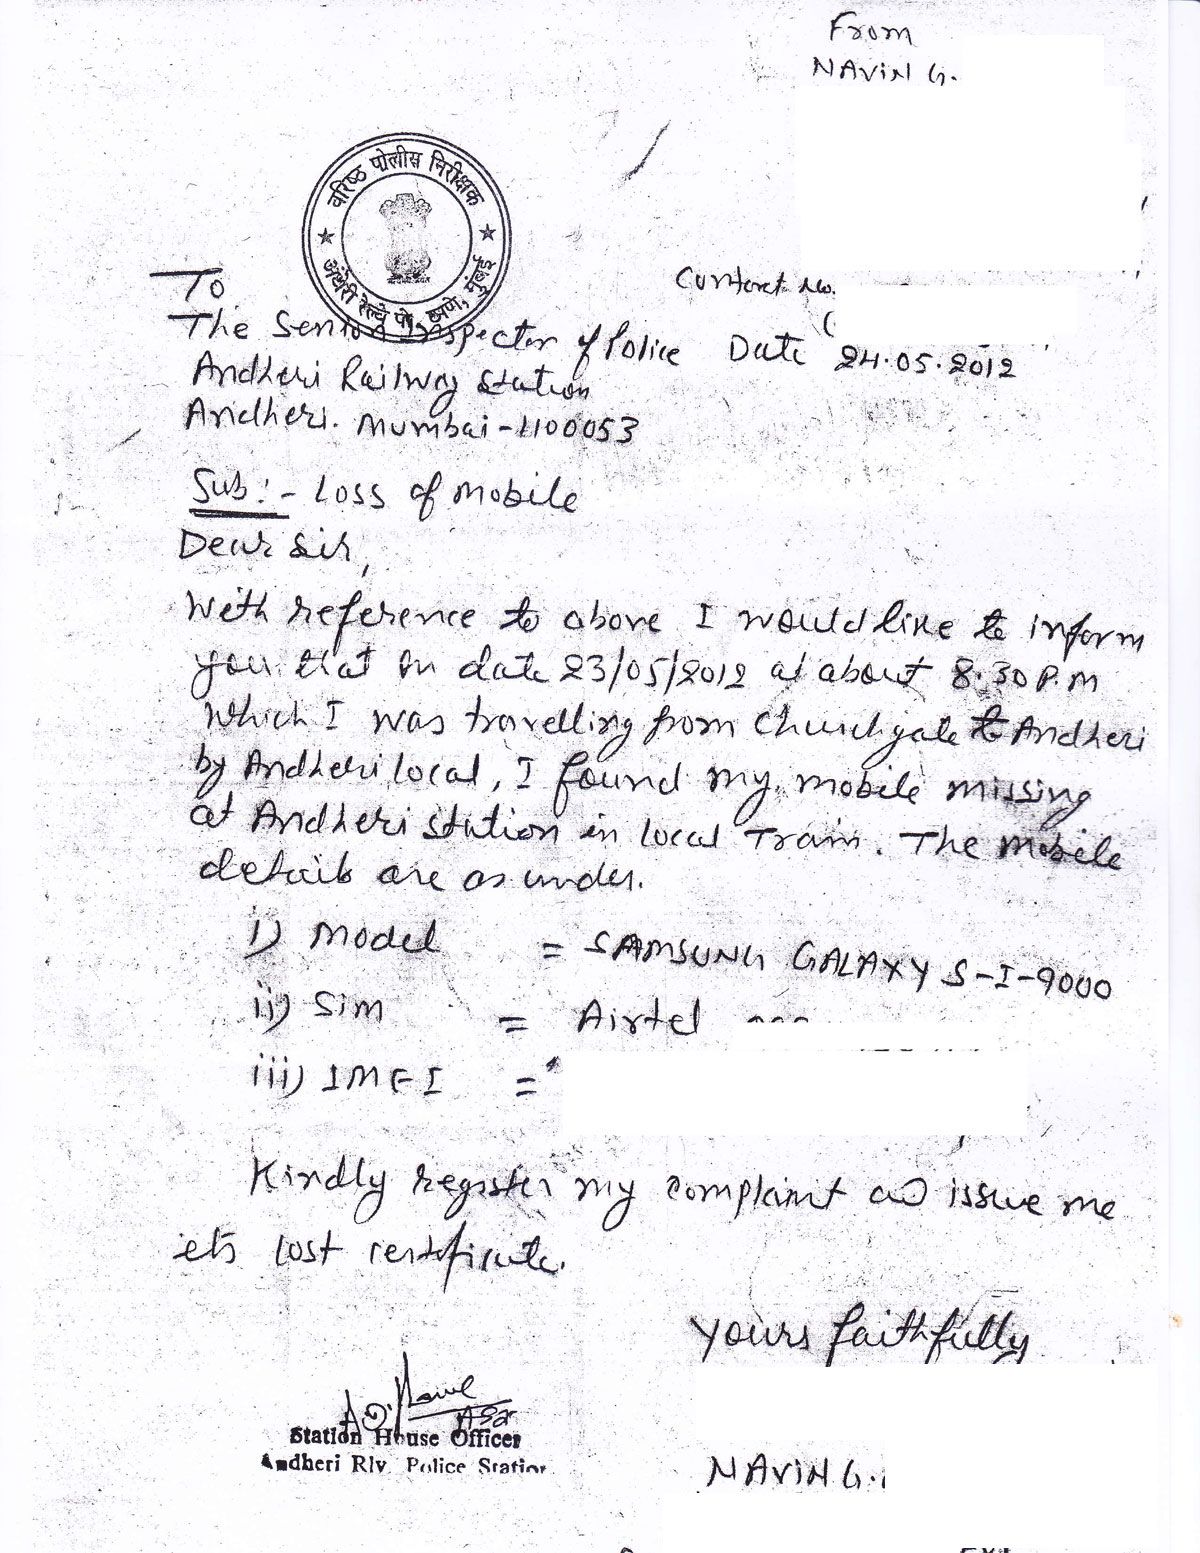 From
NAVIN G.
वरिष्ठ पोलीस निरीक्षक
अंधेरी रेल्वे पो. ठाणे, मुंबई
To
Contact No.
The Senior Inspector of Police Date 24.05.2012
Andheri Railway Station
Andheri. Mumbai-400053
Sub:- Loss of mobile
Dear Sir,
With reference to above I would like to inform
you that on date 23/05/2012 at about 8.30 P.M
Which I was travelling from Churchgate to Andheri
by Andheri local, I found my mobile missing
at Andheri Station in local Train. The mobile
details are as under.
i) Model = SAMSUNG GALAXY S-I-9000
ii) Sim = Airtel
iii) IMEI =
Kindly register my complaint and issue me
its lost certificate.
Yours faithfully
Station House Officer
Andheri Rly Police Station
NAVIN G.